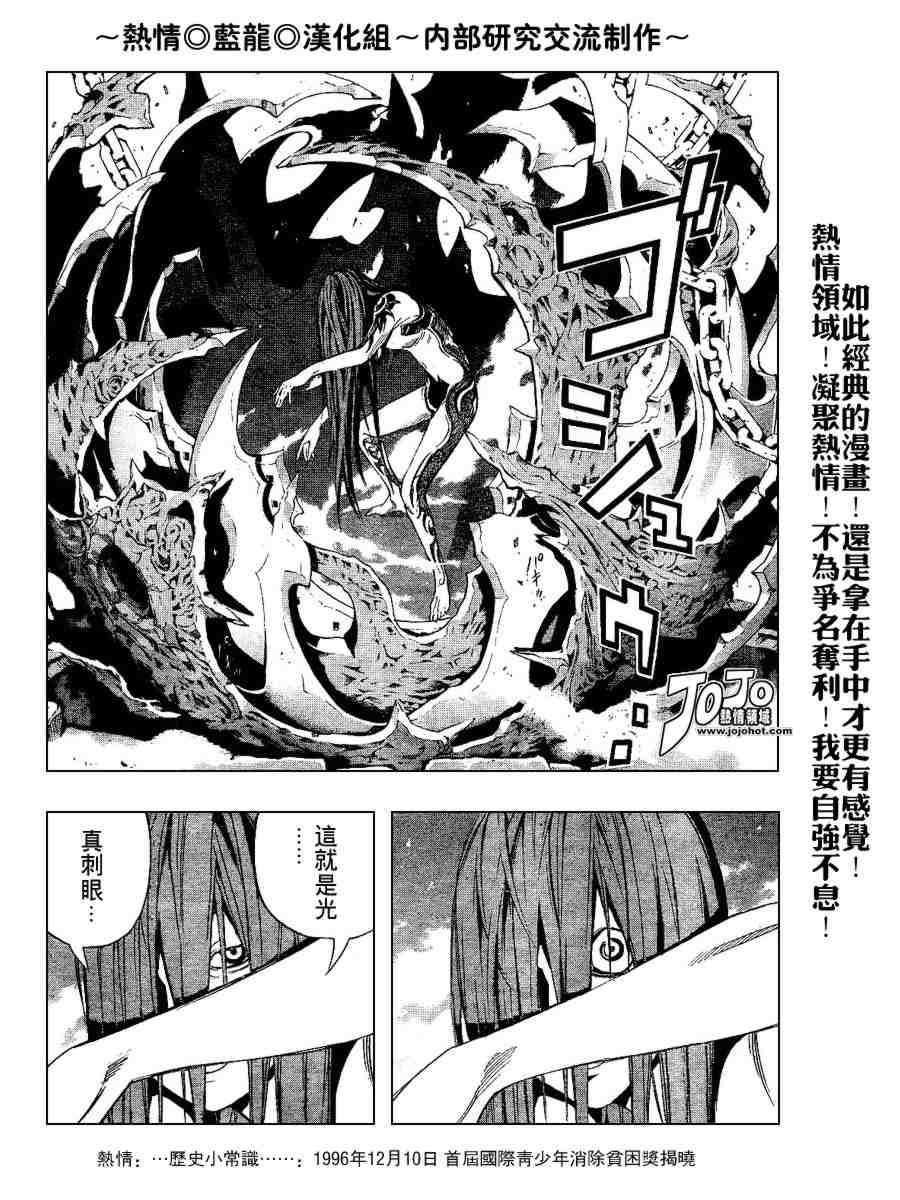 ～熱情◎藍龍◎漢化組～内部研究交流制作～
如此經典的漫畫！還是拿在手中才更有感覺！
熱情領域！凝聚熱情！不為爭名奪利！我要自強不息！
ゴ
ニ
ュ
ウ
：
パキ
JOJO
熱情領域
www.jojohot.com
這就是光
……
真刺眼…
熱情：…歷史小常識……：1996年12月10日 首屆國際靑少年消除貧困獎揭曉